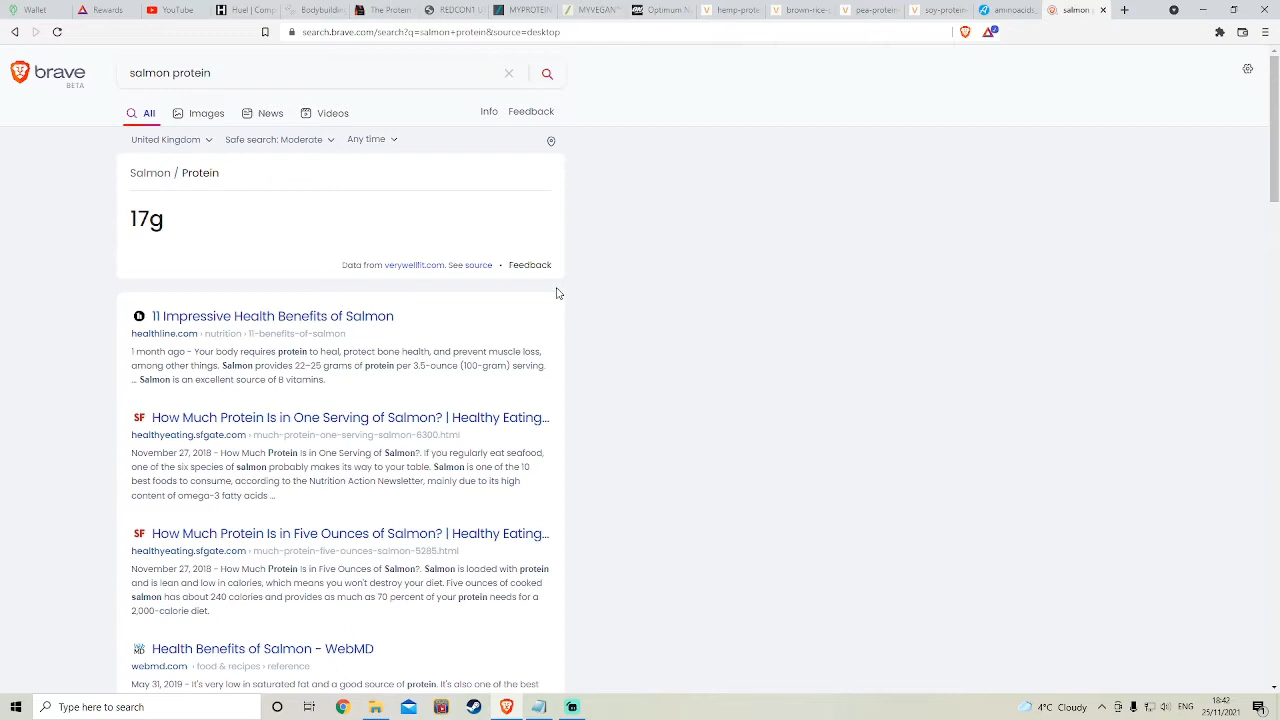 Wallet
Rewards
YouTube
Huel | Comp
Bodybuildin
The Protein
REDCON1 U
MYPROTEIN
MYVEGAN
Optimum N
hemp-prote
brown-rice-
pea-protein
soy-protein
aminoacids
salmon
search.brave.com/search?q=salmon+protein&source=desktop
brave
BETA
salmon protein
All
Images
News
Videos
Info
Feedback
United Kingdom
Safe search: Moderate
Any time
Salmon / Protein
17g
Data from verywellfit.com. See source • Feedback
11 Impressive Health Benefits of Salmon
healthline.com › nutrition › 11-benefits-of-salmon
1 month ago - Your body requires protein to heal, protect bone health, and prevent muscle loss,
among other things. Salmon provides 22–25 grams of protein per 3.5-ounce (100-gram) serving.
... Salmon is an excellent source of B vitamins.
SF How Much Protein Is in One Serving of Salmon? | Healthy Eating...
healthyeating.sfgate.com › much-protein-one-serving-salmon-6300.html
November 27, 2018 - How Much Protein Is in One Serving of Salmon?. If you regularly eat seafood,
one of the six species of salmon probably makes its way to your table. Salmon is one of the 10
best foods to consume, according to the Nutrition Action Newsletter, mainly due to its high
content of omega-3 fatty acids ...
SF How Much Protein Is in Five Ounces of Salmon? | Healthy Eating...
healthyeating.sfgate.com › much-protein-five-ounces-salmon-5285.html
November 27, 2018 - How Much Protein Is in Five Ounces of Salmon?. Salmon is loaded with protein
and is lean and low in calories, which means you won't destroy your diet. Five ounces of cooked
salmon has about 240 calories and provides as much as 70 percent of your protein needs for a
2,000-calorie diet.
Health Benefits of Salmon - WebMD
webmd.com › food & recipes › reference
May 31, 2019 - It's very low in saturated fat and a good source of protein. It's also one of the best
Type here to search
4°C Cloudy
ENG
18:42
25/11/2021